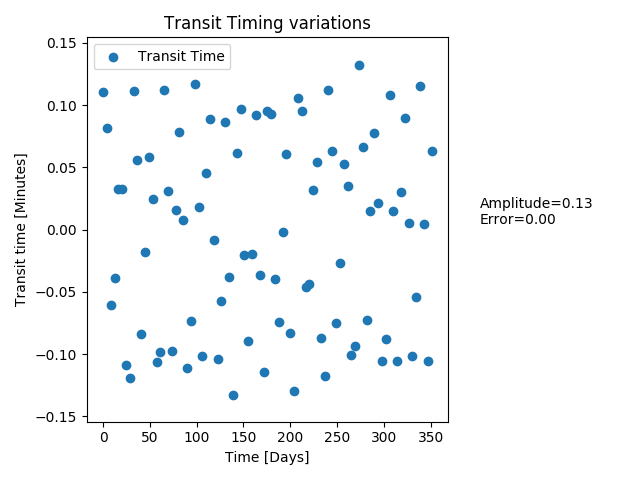 Transit Timing variations
Transit Time
0.15
0.10
0.05
0.00
−0.05
−0.10
−0.15
Transit time [Minutes]
0 50 100 150 200 250 300 350
Time [Days]
Amplitude=0.13
Error=0.00